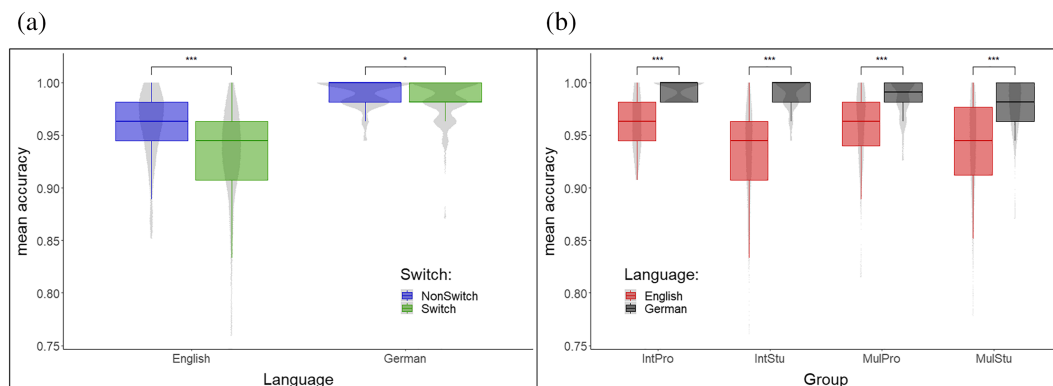 (a)
***
*
1.00
0.95
0.90
0.85
0.80
0.75
mean accuracy
Switch:
NonSwitch
Switch
English
German
Language
(b)
***
***
***
***
1.00
0.95
0.90
0.85
0.80
0.75
mean accuracy
Language:
English
German
IntPro
IntStu
MulPro
MulStu
Group